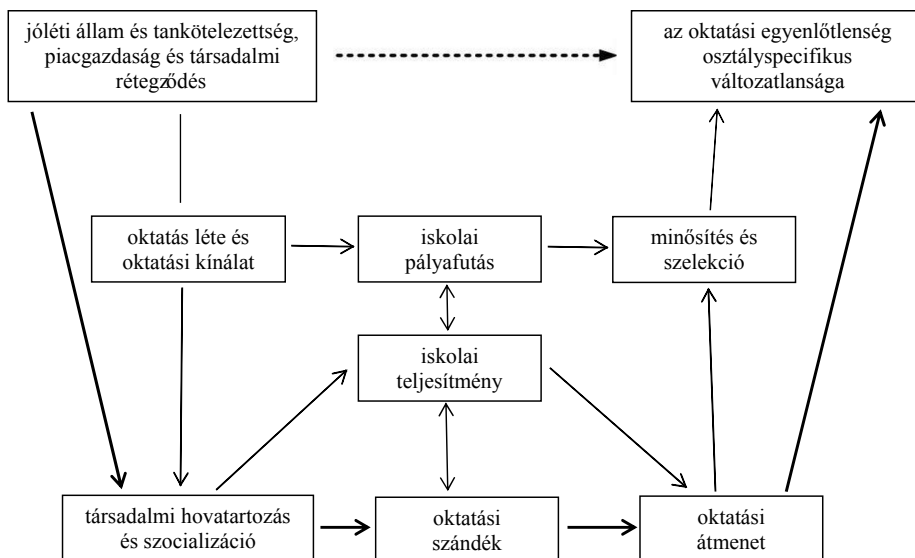 jóléti állam és tankötelezettség,
piacgazdaság és társadalmi
rétegződés
az oktatási egyenlőtlenség
osztályspecifikus
változatlansága
oktatás léte és
oktatási kínálat
iskolai
pályafutás
minősítés és
szelekció
iskolai
teljesítmény
társadalmi hovatartozás
és szocializáció
oktatási
szándék
oktatási
átmenet